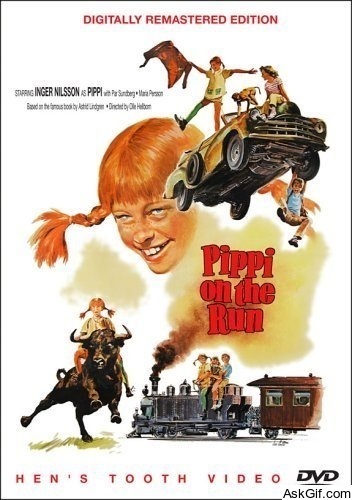 DIGITALLY REMASTERED EDITION
STARRING INGER NILSSON AS PIPPI with Par Sundberg • Maria Persson
Based on the famous book by Astrid Lindgren • Directed by Olle Hellbom
Pippi
on the
Run
HEN'S TOOTH VIDEO DVD
AskGif.com